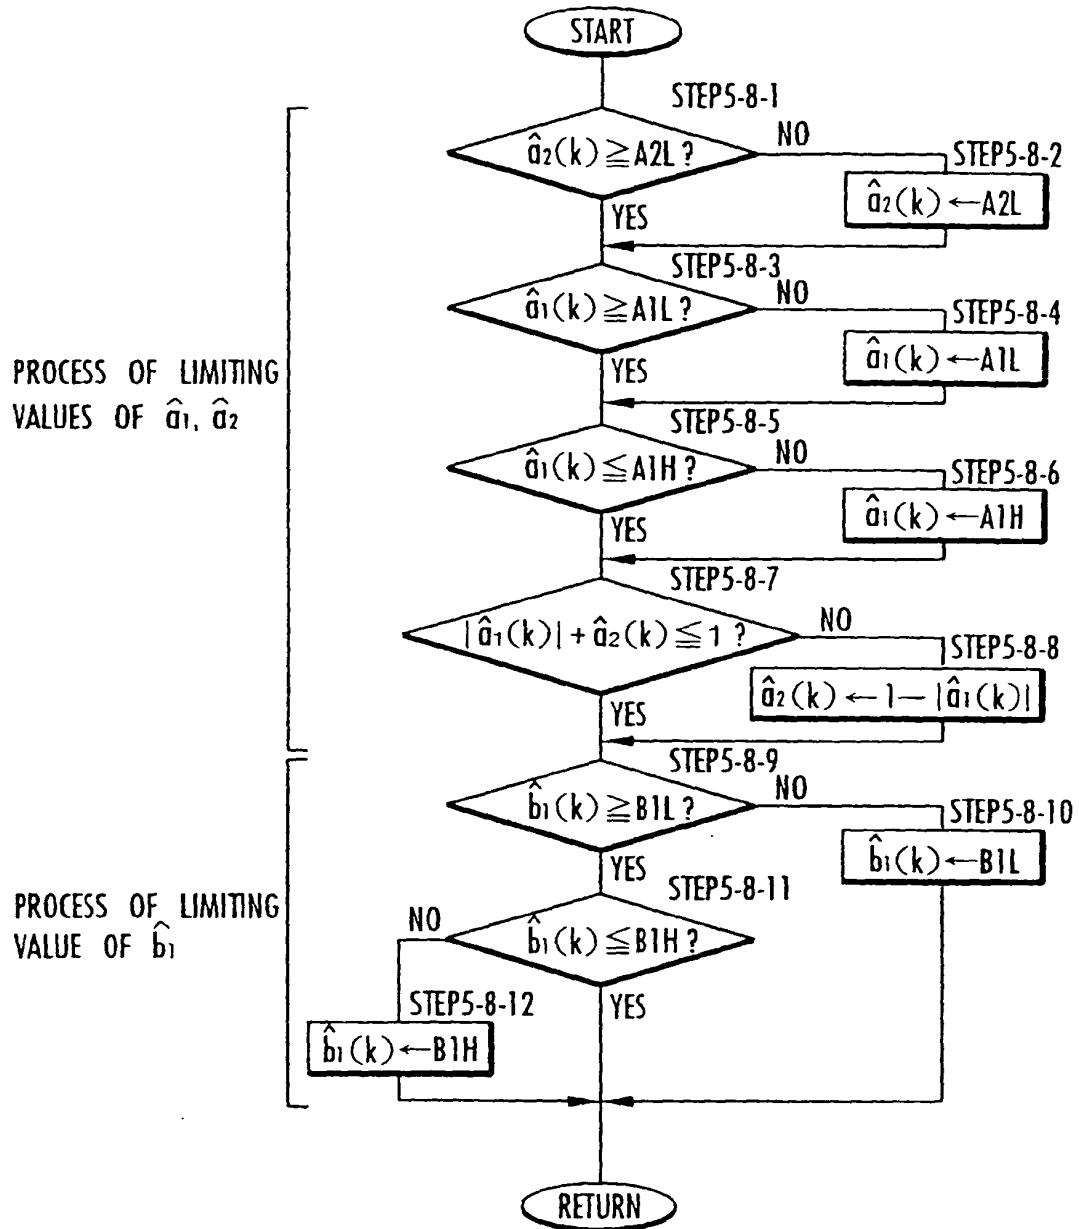 START
STEP5-8-1
â2(k) ≧ A2L ?
NO
STEP5-8-2
â2(k) ← A2L
YES
STEP5-8-3
â1(k) ≧ A1L ?
NO
STEP5-8-4
â1(k) ← A1L
YES
PROCESS OF LIMITING
VALUES OF â1, â2
STEP5-8-5
â1(k) ≦ A1H ?
NO
STEP5-8-6
â1(k) ← A1H
YES
STEP5-8-7
|â1(k)| + â2(k) ≦ 1 ?
NO
STEP5-8-8
â2(k) ← 1 — |â1(k)|
YES
STEP5-8-9
b̂1(k) ≧ B1L ?
NO
STEP5-8-10
b̂1(k) ← B1L
YES
PROCESS OF LIMITING
VALUE OF b̂1
STEP5-8-11
b̂1(k) ≦ B1H ?
NO
STEP5-8-12
b̂1(k) ← B1H
YES
RETURN